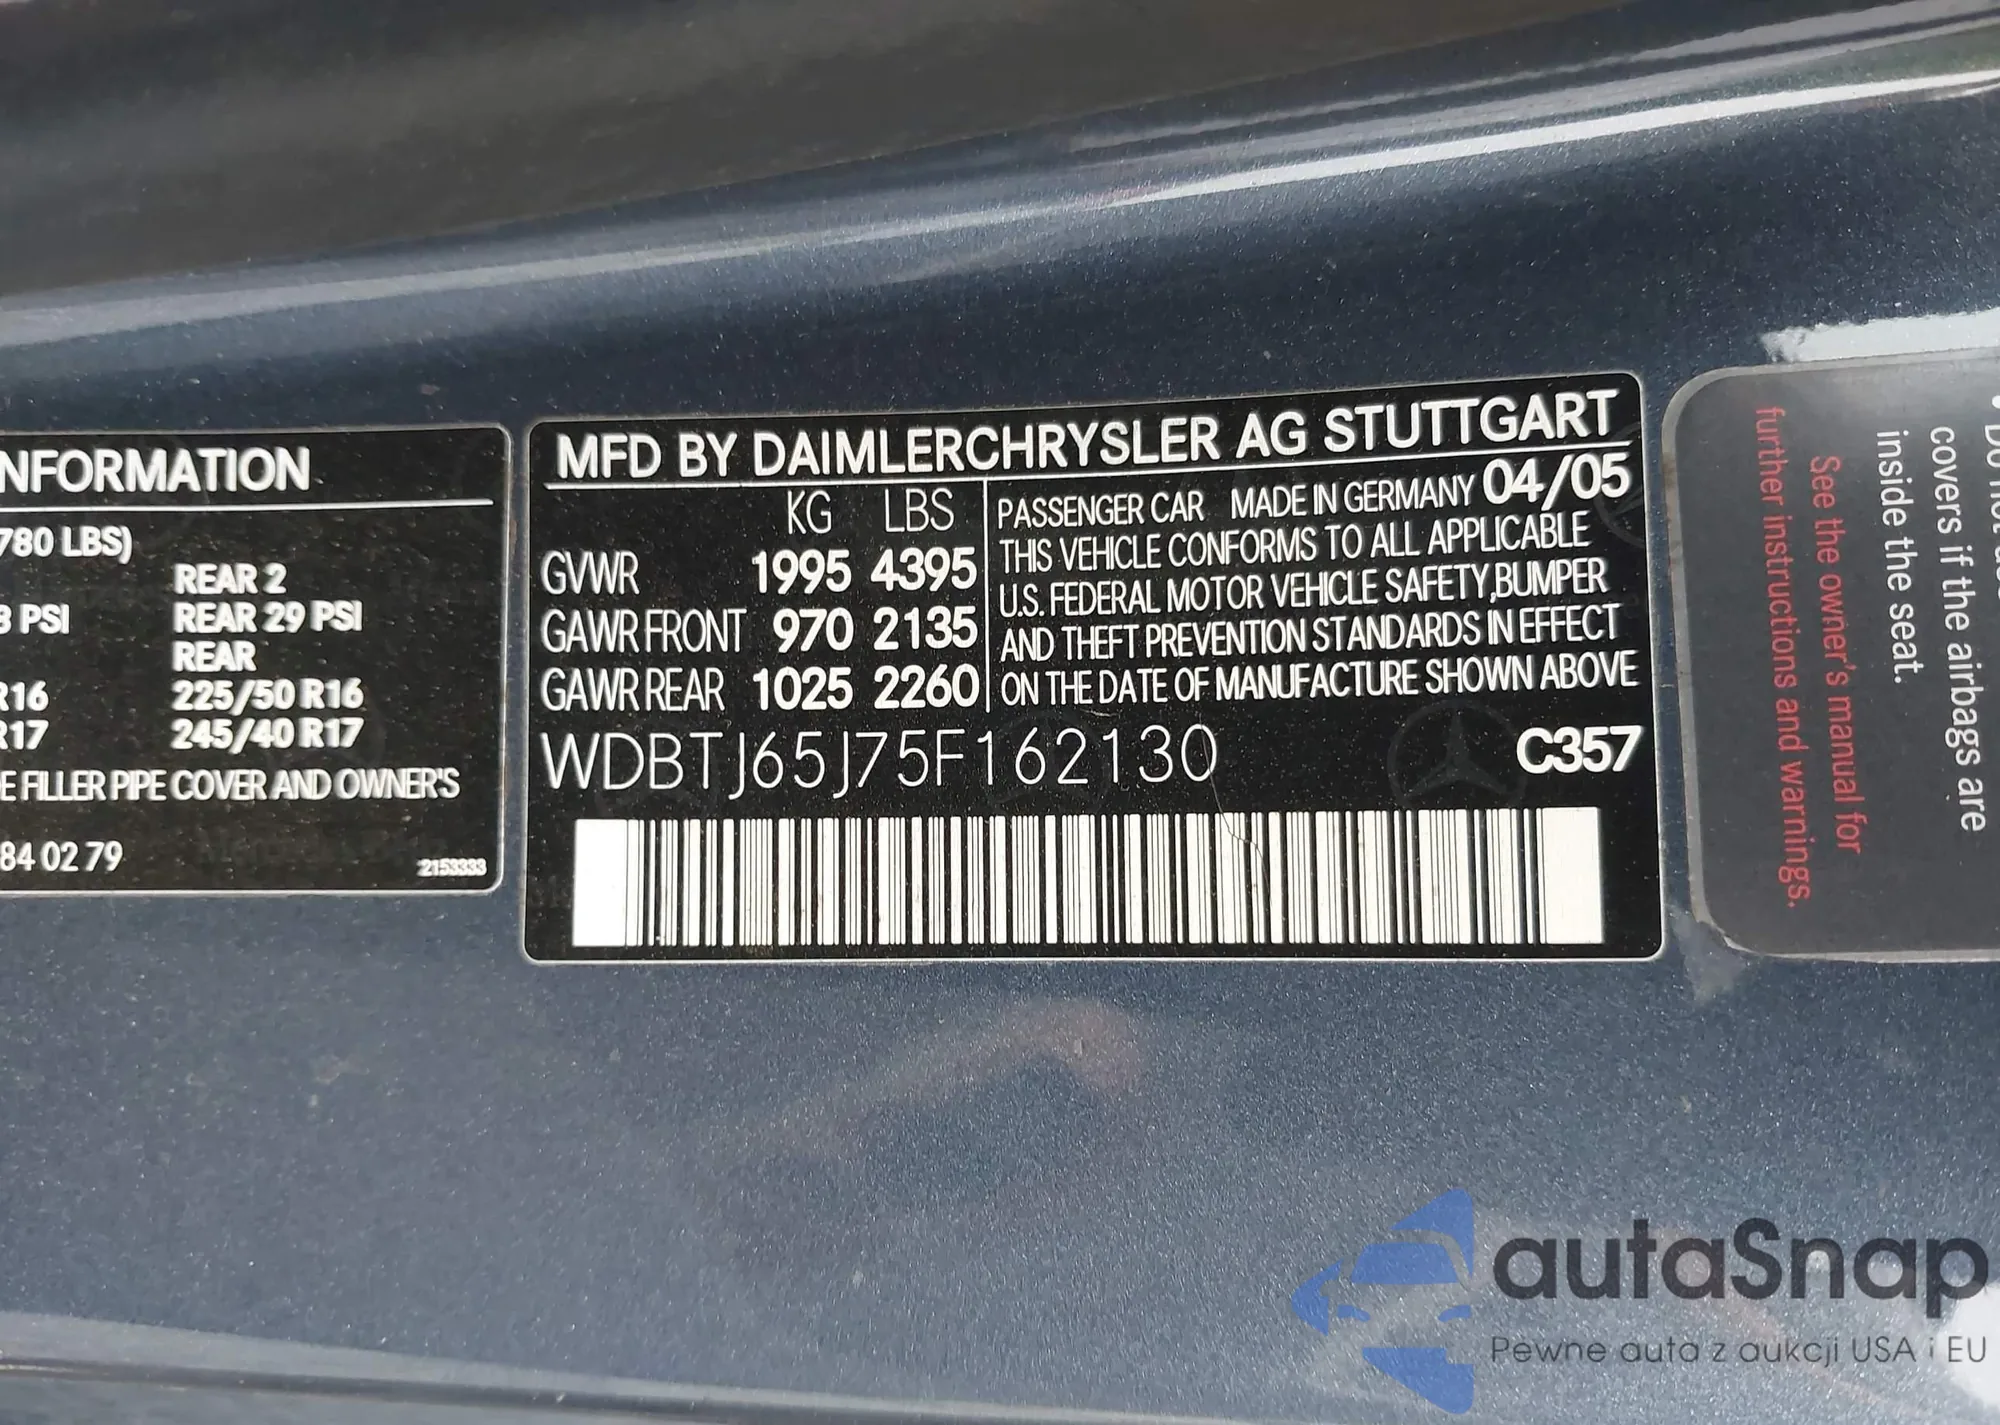 NFORMATION
780 LBS)
REAR 2
3 PSI REAR 29 PSI
REAR
R16 225/50 R16
R17 245/40 R17
E FILLER PIPE COVER AND OWNER'S
84 02 79
2153333
MFD BY DAIMLERCHRYSLER AG STUTTGART
KG LBS
GVWR 1995 4395
GAWR FRONT 970 2135
GAWR REAR 1025 2260
PASSENGER CAR MADE IN GERMANY 04/05
THIS VEHICLE CONFORMS TO ALL APPLICABLE
U.S. FEDERAL MOTOR VEHICLE SAFETY,BUMPER
AND THEFT PREVENTION STANDARDS IN EFFECT
ON THE DATE OF MANUFACTURE SHOWN ABOVE
WDBTJ65J75F162130 C357
covers if the airbags are
inside the seat.
See the owner's manual for
further instructions and warnings.
autaSnap
Pewne auta z aukcji USA i EU